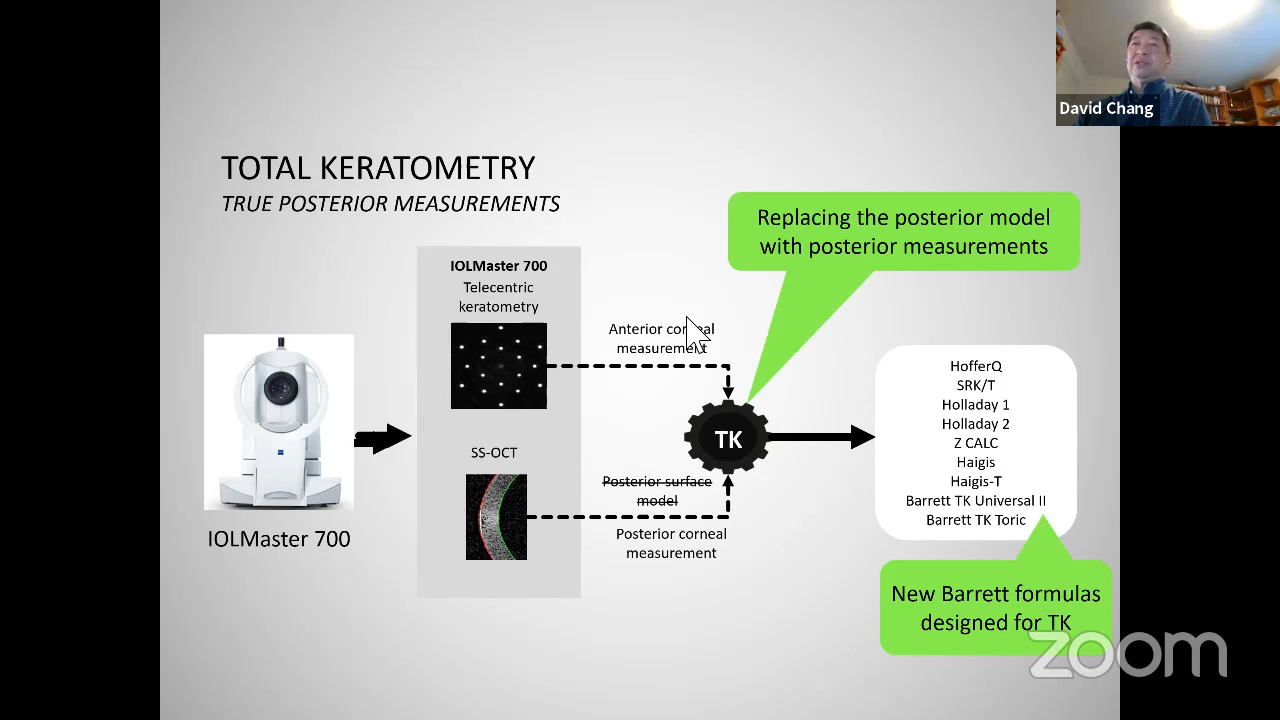 David Chang
TOTAL KERATOMETRY
TRUE POSTERIOR MEASUREMENTS
Replacing the posterior model
with posterior measurements
IOLMaster 700
Telecentric
keratometry
Anterior corneal
measurement
SS-OCT
TK
Posterior surface
model
Posterior corneal
measurement
IOLMaster 700
HofferQ
SRK/T
Holladay 1
Holladay 2
Z CALC
Haigis
Haigis-T
Barrett TK Universal II
Barrett TK Toric
New Barrett formulas
designed for TK
zoom